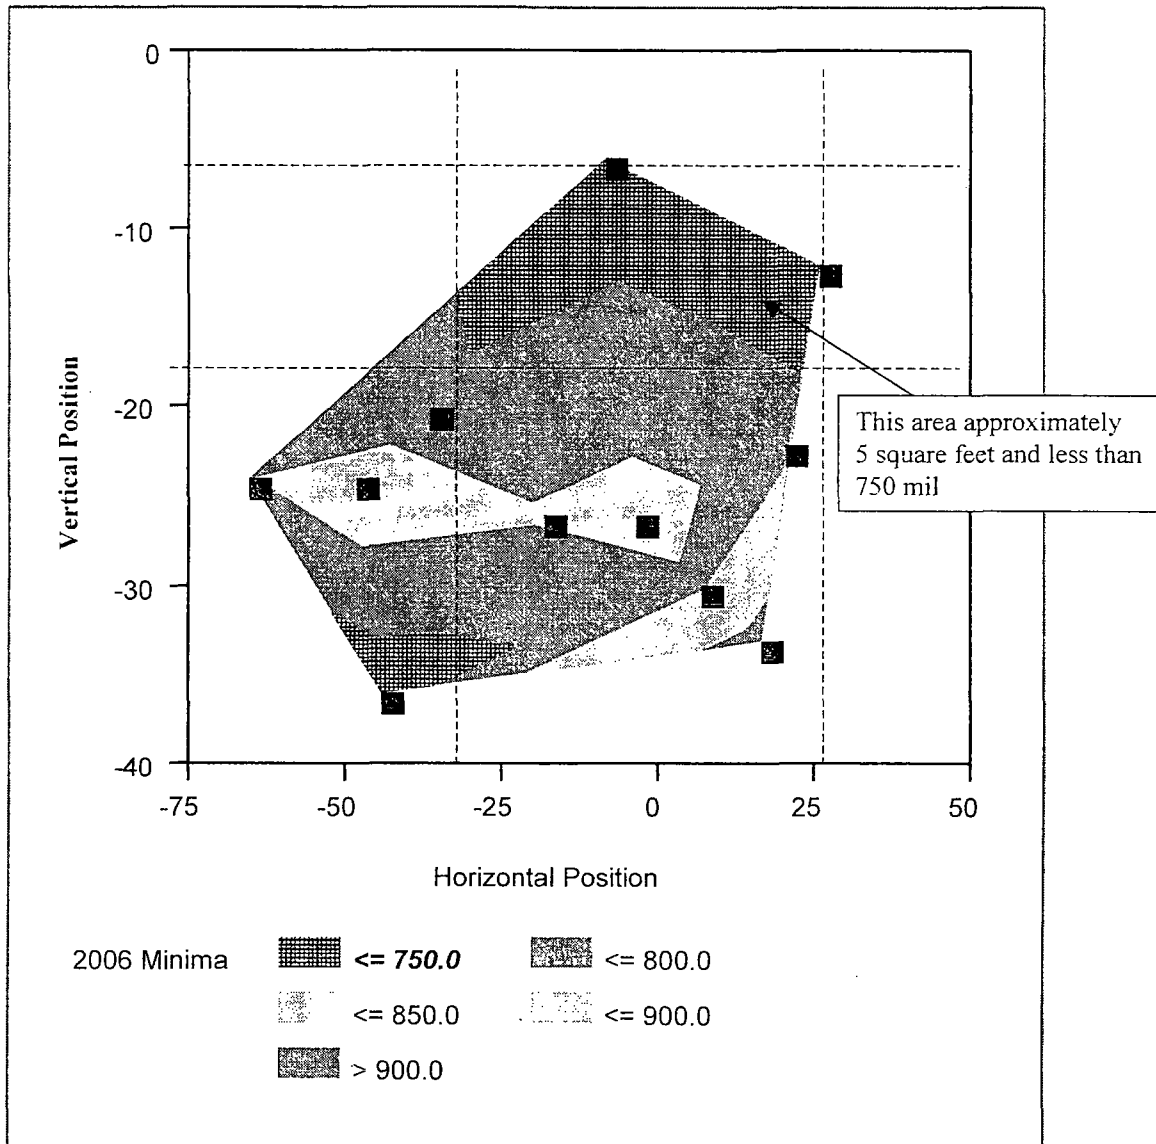 0
-10
-20
-30
-40
Vertical Position
-75 -50 -25 0 25 50
Horizontal Position
This area approximately
5 square feet and less than
750 mil
2006 Minima
<= 750.0 <= 800.0
<= 850.0 <= 900.0
> 900.0